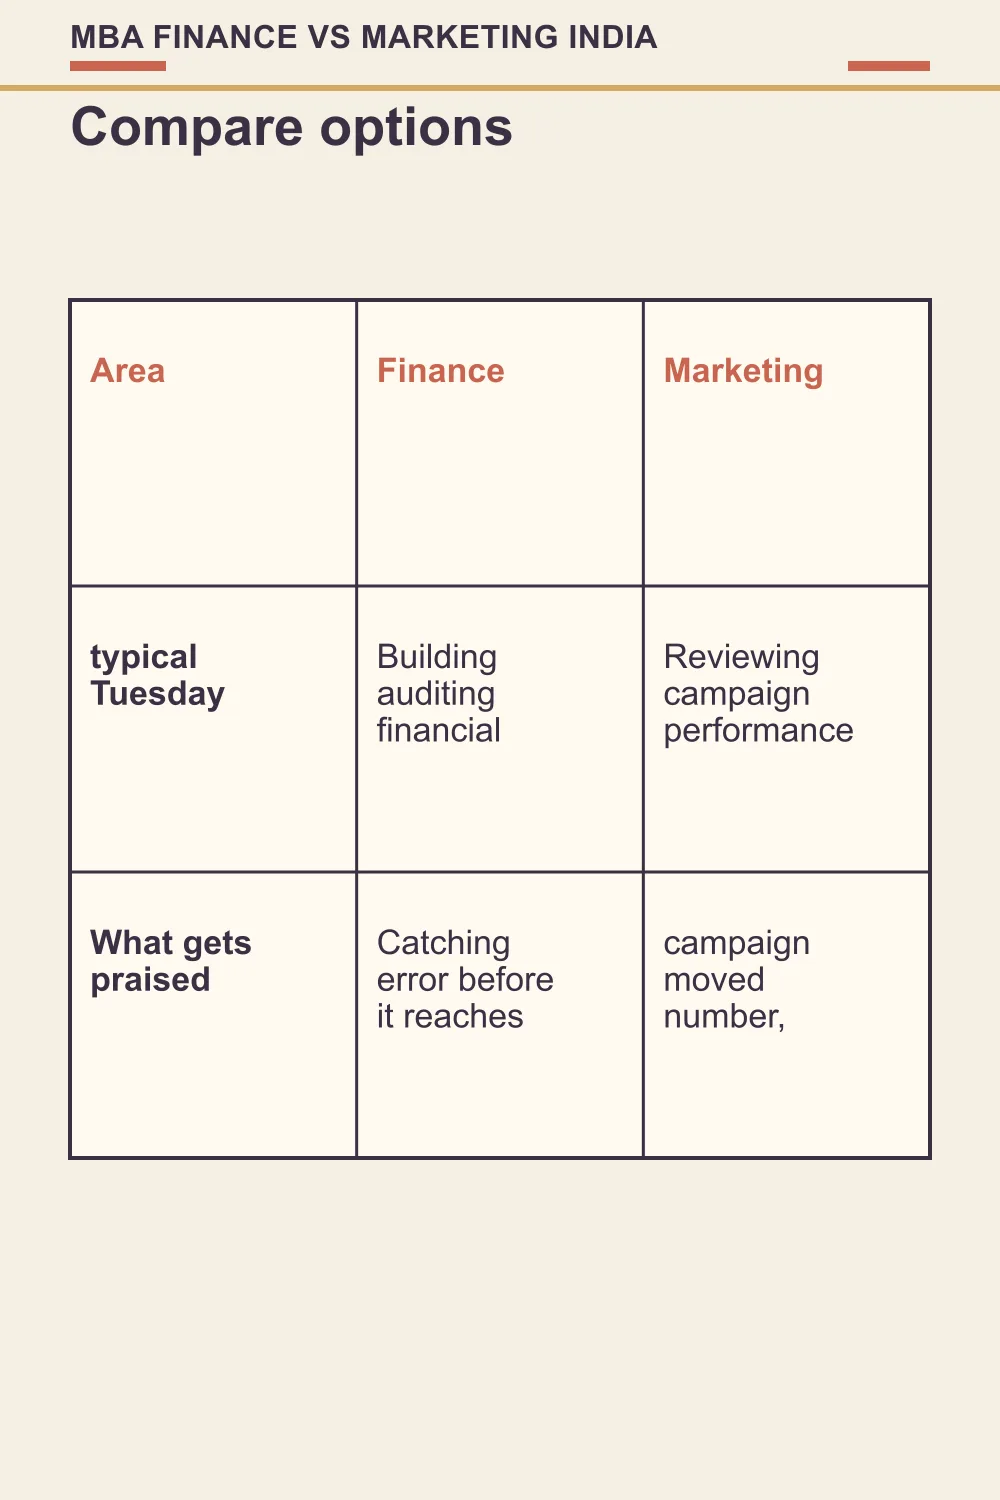 MBA FINANCE VS MARKETING INDIA
Compare options
Area
Finance
Marketing
typical
Tuesday
Building
auditing
financial
Reviewing
campaign
performance
What gets
praised
Catching
error before
it reaches
campaign
moved
number,